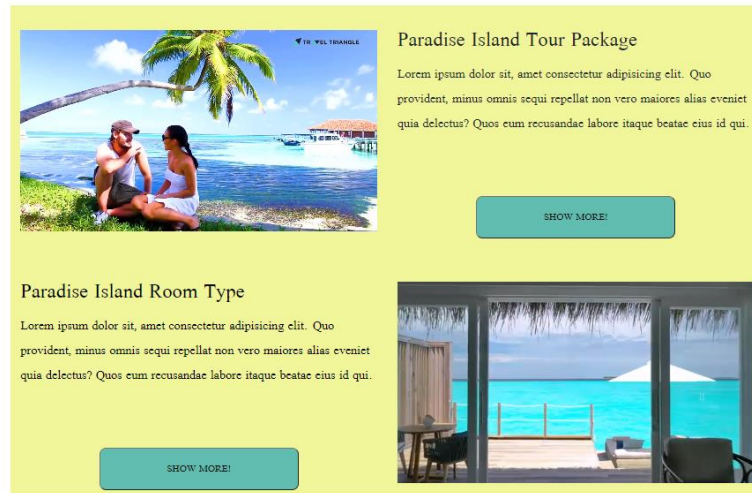 TR VEL TRIANGLE
Paradise Island Tour Package
Lorem ipsum dolor sit, amet consectetur adipisicing elit. Quo
provident, minus omnis sequi repellat non vero maiores alias eveniet
quia delectus? Quos eum recusandae labore itaque beatae eius id qui.
SHOW MORE!
Paradise Island Room Type
Lorem ipsum dolor sit, amet consectetur adipisicing elit. Quo
provident, minus omnis sequi repellat non vero maiores alias eveniet
quia delectus? Quos eum recusandae labore itaque beatae eius id qui.
SHOW MORE!